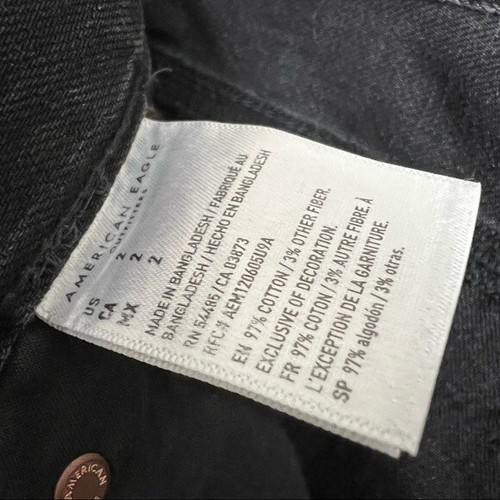 AMERICAN EAGLE
OUTFITTERS
US 2
CA 2
MX 2
MADE IN BANGLADESH / FABRIQUÉ AU
BANGLADESH / HECHO EN BANGLADESH
RN 54485 / CA 03873
RFC:# AEM120605U9A
EN 97% COTTON / 3% OTHER FIBER.
EXCLUSIVE OF DECORATION.
FR 97% COTON / 3% AUTRE FIBRE À
L'EXCEPTION DE LA GARNITURE.
SP 97% algodón / 3% otras.
AMERICAN